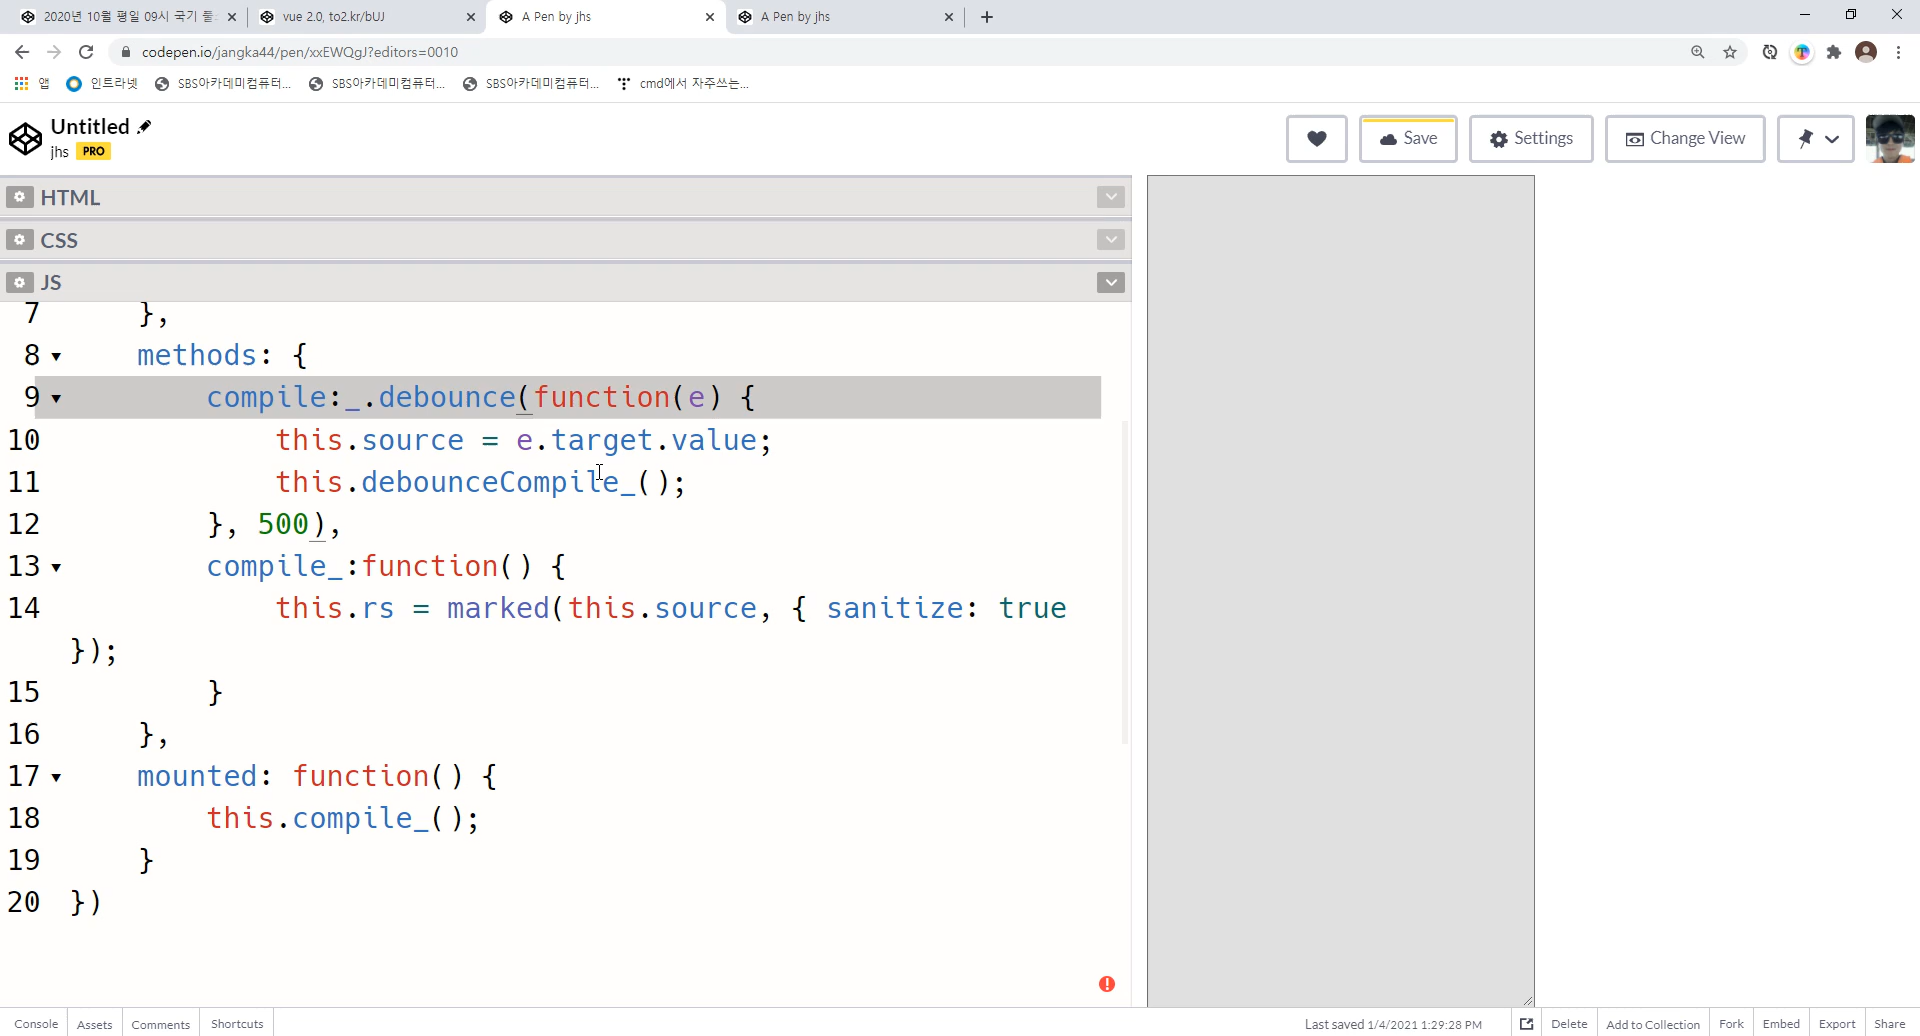 2020년 10월 평일 09시 국기
vue 2.0, to2.kr/bUJ
A Pen by jhs
A Pen by jhs
codepen.io/jangka44/pen/xxEWQgJ?editors=0010
앱
인트라넷
SBS아카데미컴퓨터...
SBS아카데미컴퓨터...
SBS아카데미컴퓨터...
cmd에서 자주쓰는...
Untitled
jhs PRO
Save
Settings
Change View
HTML
CSS
JS
7 },
8 methods: {
9 compile:_.debounce(function(e) {
10 this.source = e.target.value;
11 this.debounceCompile_();
12 }, 500),
13 compile_:function() {
14 this.rs = marked(this.source, { sanitize: true
});
15 }
16 },
17 mounted: function() {
18 this.compile_();
19 }
20 })
Console
Assets
Comments
Shortcuts
Last saved 1/4/2021 1:29:28 PM
Delete
Add to Collection
Fork
Embed
Export
Share